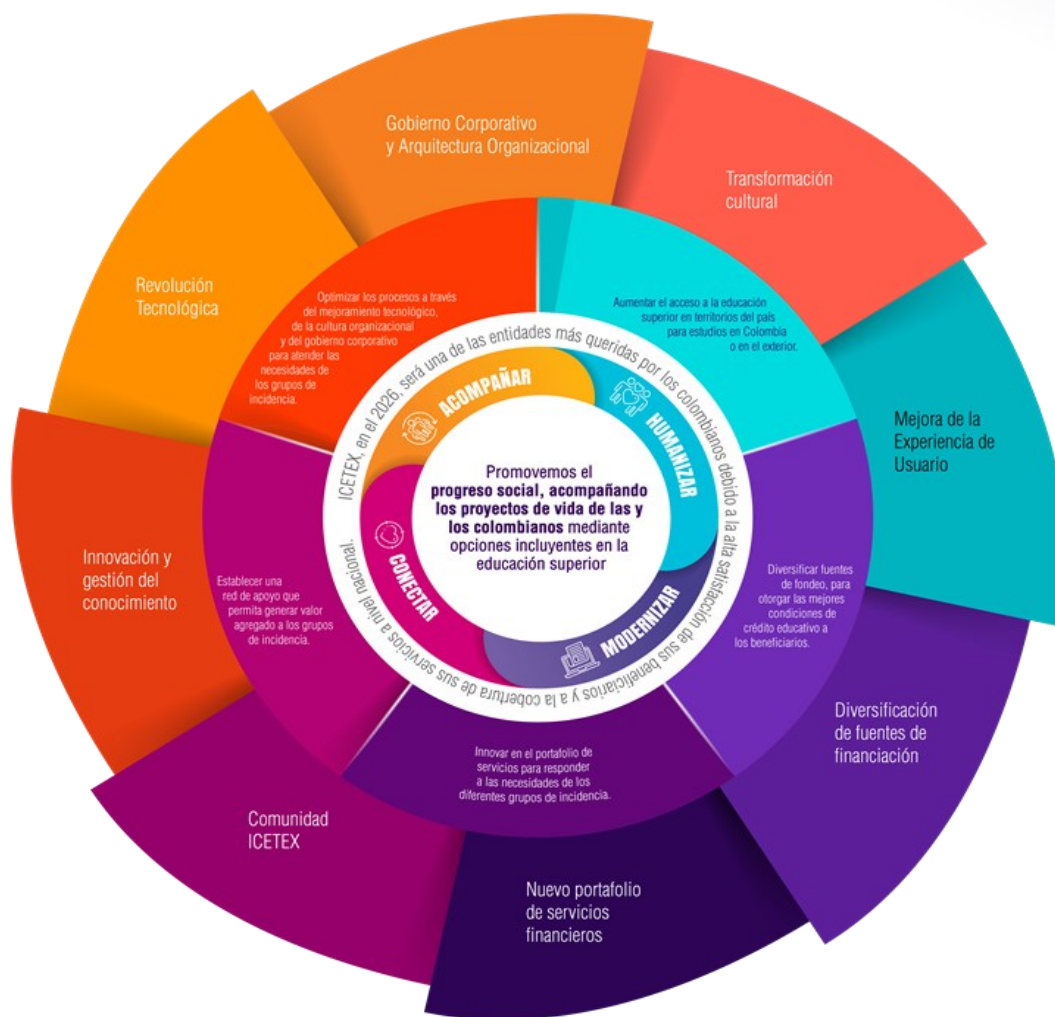 Gobierno Corporativo
y Arquitectura Organizacional
Transformación
cultural
Mejora de la
Experiencia de
Usuario
Diversificación
de fuentes de
financiación
Nuevo portafolio
de servicios
financieros
Comunidad
ICETEX
Innovación y
gestión del
conocimiento
Revolución
Tecnológica
Optimizar los procesos a través
del mejoramiento tecnológico,
de la cultura organizacional
y del gobierno corporativo
para atender las
necesidades de
los grupos de
incidencia.
Aumentar el acceso a la educación
superior en territorios del país
para estudios en Colombia
o en el exterior.
Diversificar fuentes
de fondeo, para
otorgar las mejores
condiciones de
crédito educativo a
los beneficiarios.
Innovar en el portafolio de
servicios para responder
a las necesidades de los
diferentes grupos de incidencia.
Establecer una
red de apoyo que
permita generar valor
agregado a los grupos
de incidencia.
ICETEX, en el 2026, será una de las entidades más queridas por los colombianos debido a la alta satisfacción de sus beneficiarios y a la cobertura de sus servicios a nivel nacional.
ACOMPAÑAR
HUMANIZAR
MODERNIZAR
CONECTAR
Promovemos el
progreso social, acompañando
los proyectos de vida de las y
los colombianos mediante
opciones incluyentes en la
educación superior